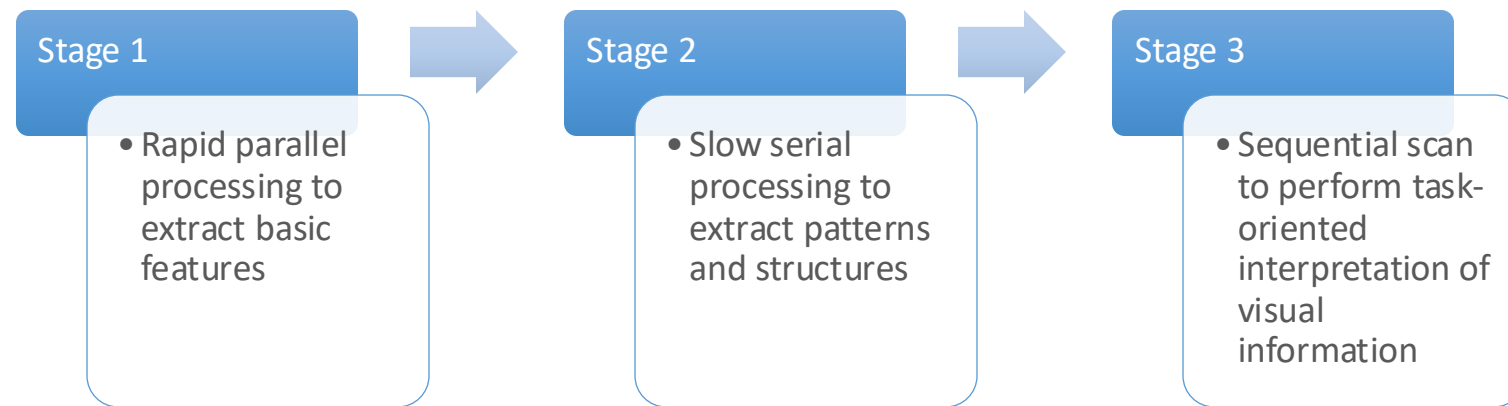 Stage 1
• Rapid parallel
processing to
extract basic
features
Stage 2
• Slow serial
processing to
extract patterns
and structures
Stage 3
• Sequential scan
to perform task-
oriented
interpretation of
visual
information